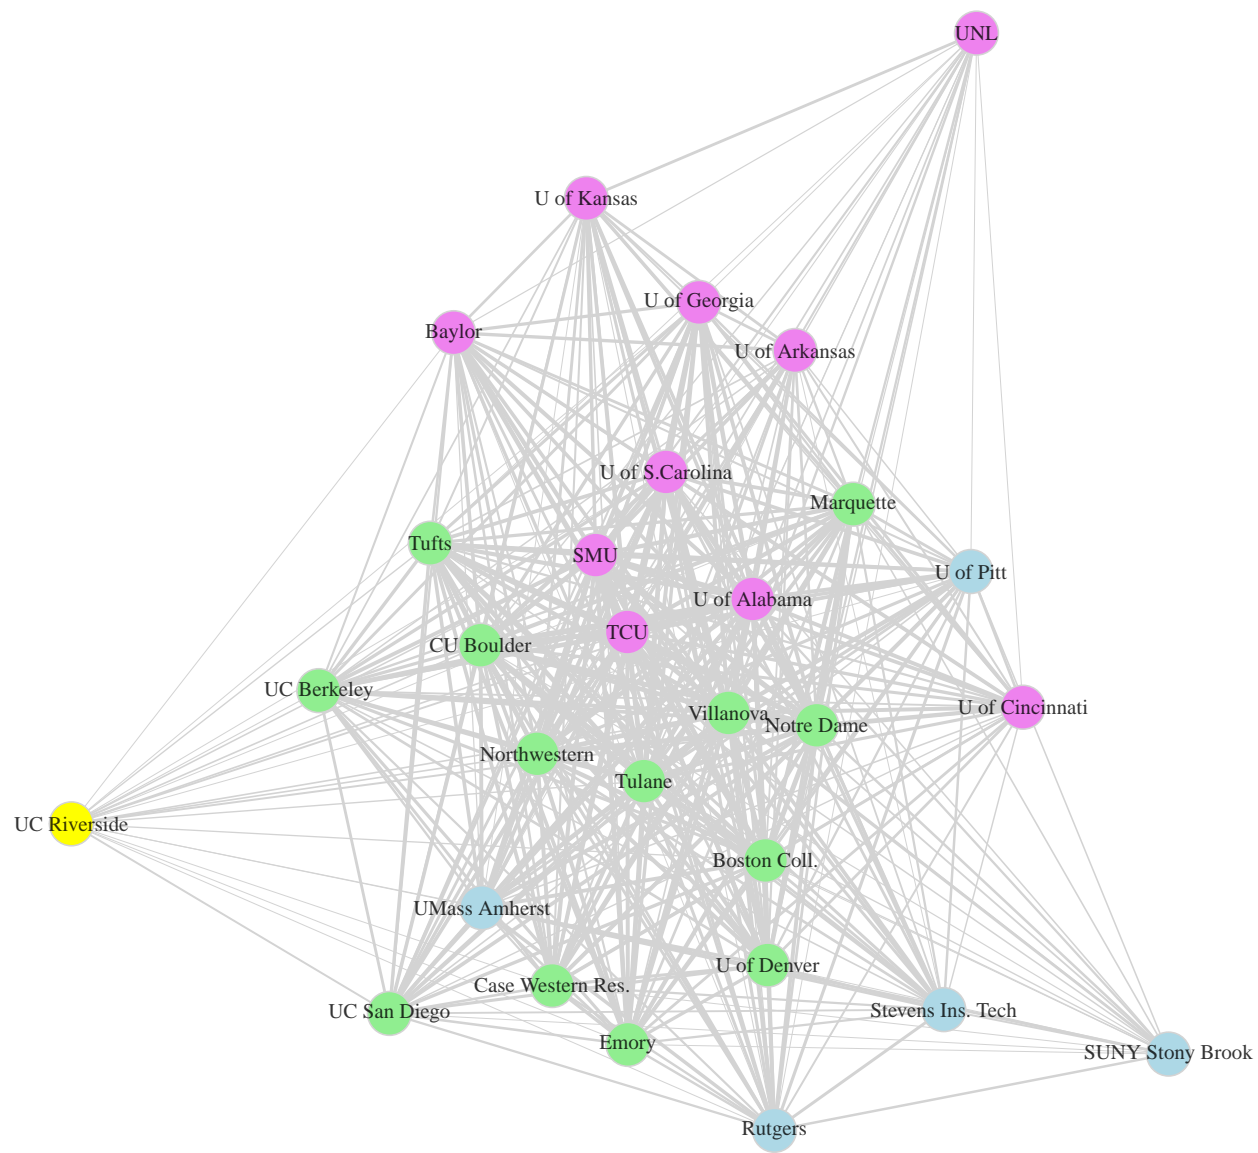 UNL
U of Kansas
U of Georgia
Baylor
U of Arkansas
U of S.Carolina
Marquette
Tufts
SMU
U of Pitt
U of Alabama
TCU
CU Boulder
UC Berkeley
U of Cincinnati
Villanova
Notre Dame
Northwestern
Tulane
UC Riverside
Boston Coll.
UMass Amherst
U of Denver
Case Western Res.
UC San Diego
Stevens Ins. Tech
Emory
SUNY Stony Brook
Rutgers